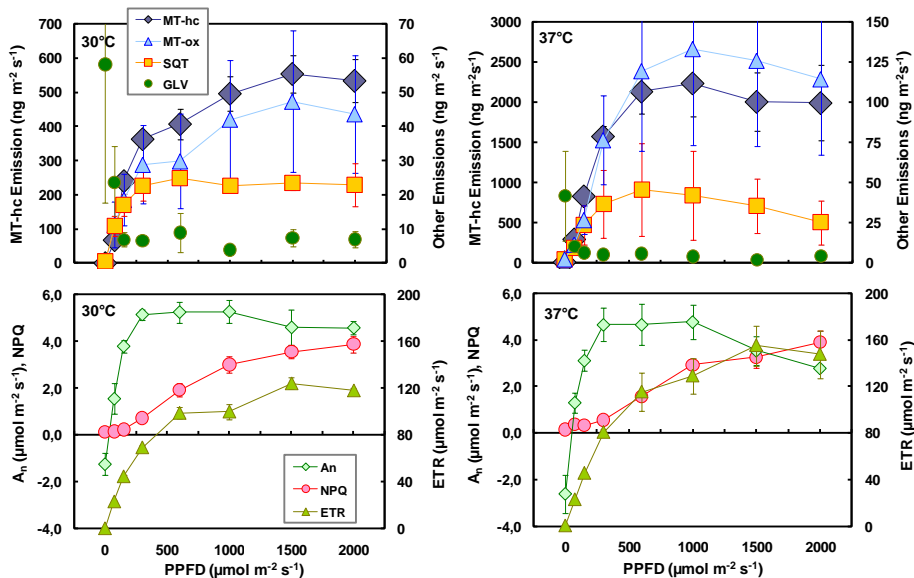 MT-hc
MT-ox
SQT
GLV
30°C
MT-hc Emission (ng m⁻² s⁻¹)
700
600
500
400
300
200
100
0
Other Emissions (ng m⁻² s⁻¹)
70
60
50
40
30
20
10
0
37°C
MT-hc Emission (ng m⁻²s⁻¹)
3000
2500
2000
1500
1000
500
0
Other Emissions (ng m⁻² s⁻¹)
150
125
100
75
50
25
0
30°C
Aₙ (µmol m⁻² s⁻¹), NPQ
6,0
4,0
2,0
0,0
-2,0
-4,0
ETR (µmol m⁻² s⁻¹)
200
160
120
80
40
0
An
NPQ
ETR
0 500 1000 1500 2000
PPFD (µmol m⁻² s⁻¹)
37°C
Aₙ (µmol m⁻² s⁻¹), NPQ
6,0
4,0
2,0
0,0
-2,0
-4,0
ETR (µmol m⁻² s⁻¹)
200
160
120
80
40
0
0 500 1000 1500 2000
PPFD (µmol m⁻² s⁻¹)